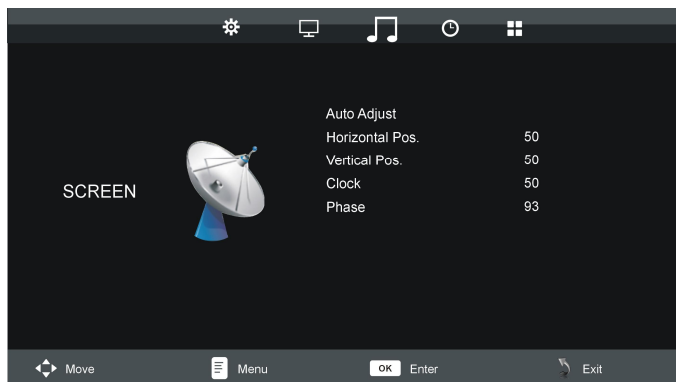 Auto Adjust
Horizontal Pos. 50
Vertical Pos. 50
SCREEN
Clock 50
Phase 93
Move Menu OK Enter Exit